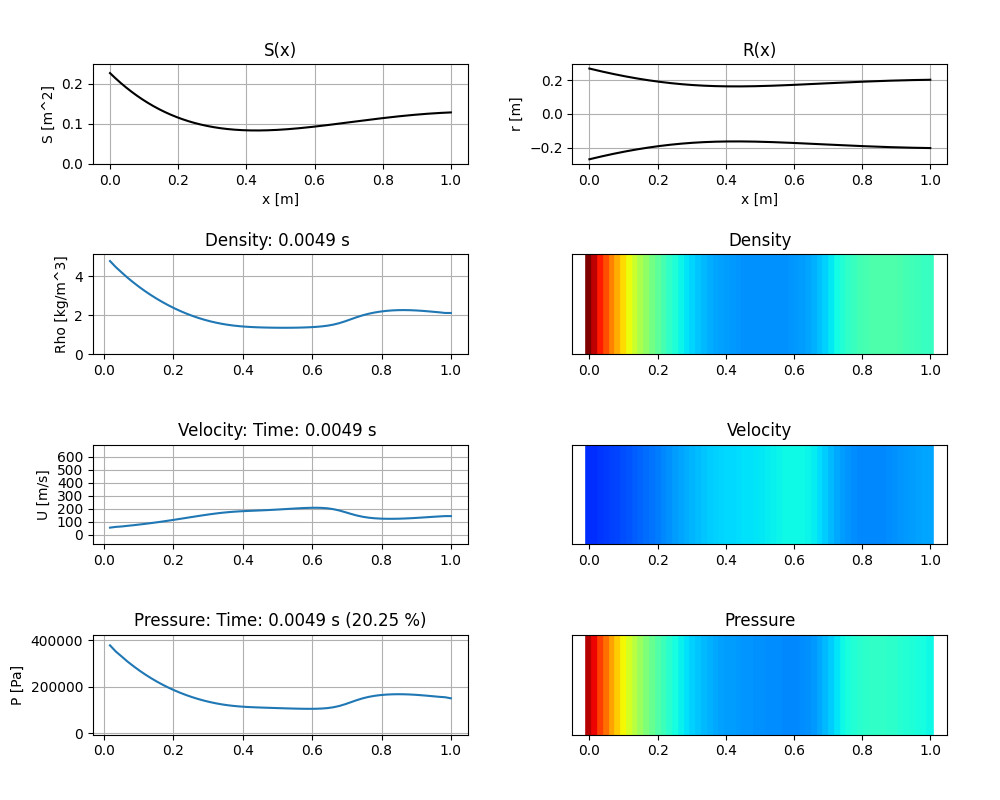 S(x)
S [m^2]
0.2
0.1
0.0
0.0 0.2 0.4 0.6 0.8 1.0
x [m]
R(x)
r [m]
0.2
0.0
−0.2
0.0 0.2 0.4 0.6 0.8 1.0
x [m]
Density: 0.0049 s
Rho [kg/m^3]
4
2
0
0.0 0.2 0.4 0.6 0.8 1.0
Density
0.0 0.2 0.4 0.6 0.8 1.0
Velocity: Time: 0.0049 s
U [m/s]
600
500
400
300
200
100
0
0.0 0.2 0.4 0.6 0.8 1.0
Velocity
0.0 0.2 0.4 0.6 0.8 1.0
Pressure: Time: 0.0049 s (20.25 %)
P [Pa]
400000
200000
0
0.0 0.2 0.4 0.6 0.8 1.0
Pressure
0.0 0.2 0.4 0.6 0.8 1.0